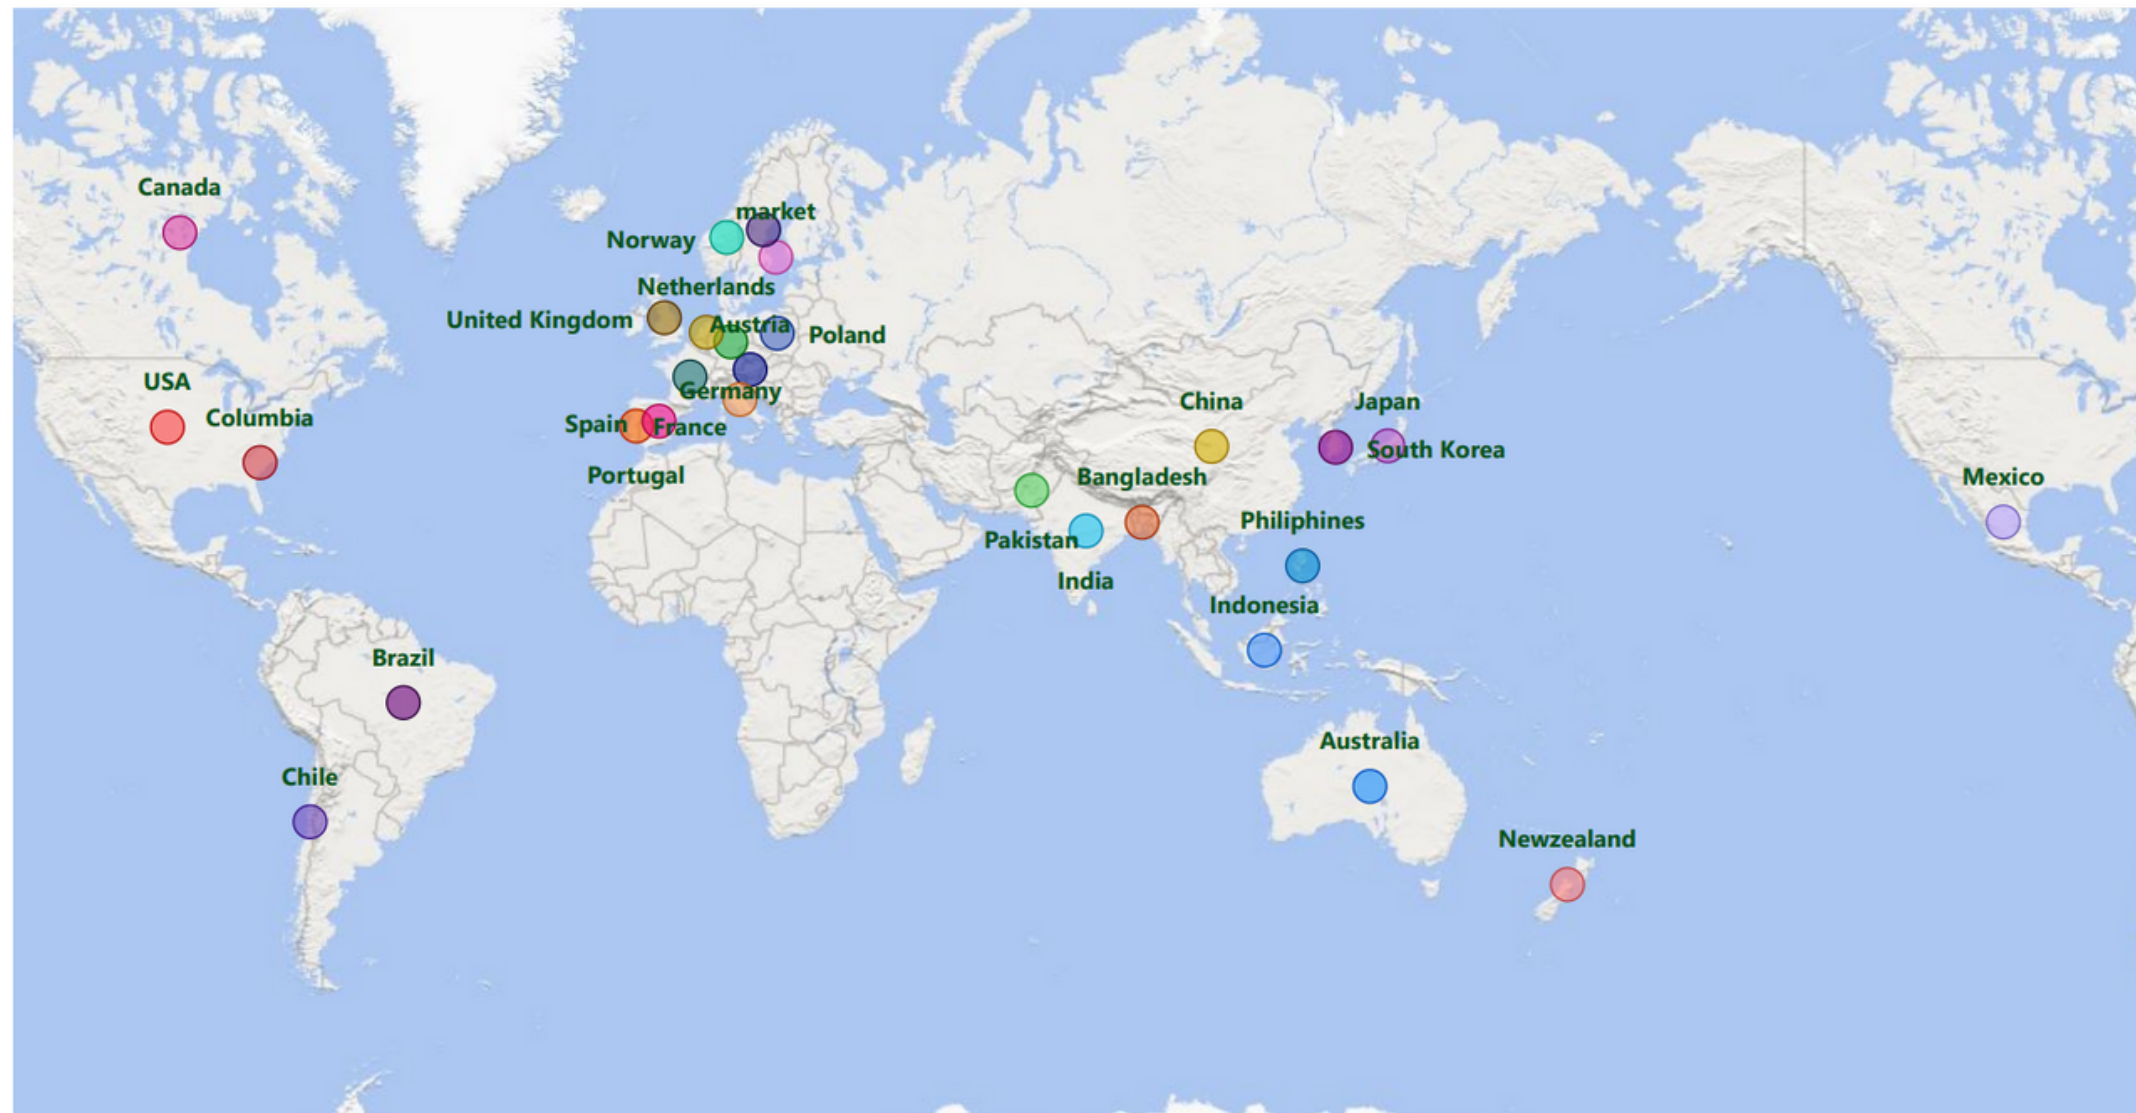 Canada
market
Norway
Netherlands
United Kingdom
Austria
Poland
USA
Germany
Columbia
Spain
France
China
Japan
South Korea
Portugal
Bangladesh
Mexico
Philiphines
Pakistan
India
Indonesia
Brazil
Australia
Chile
Newzealand